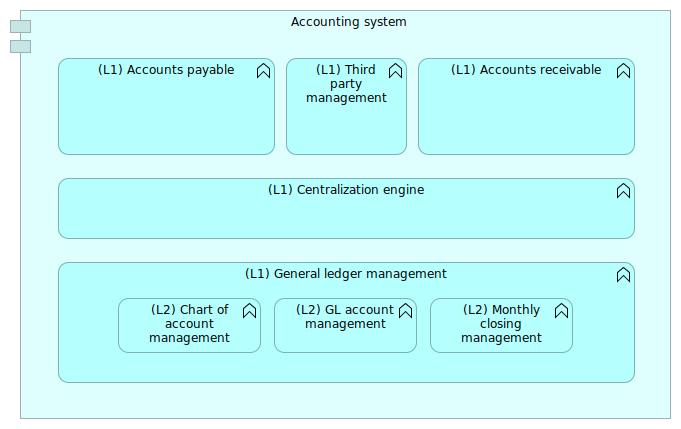 Accounting system
(L1) Accounts payable
(L1) Third
party
management
(L1) Accounts receivable
(L1) Centralization engine
(L1) General ledger management
(L2) Chart of
account
management
(L2) GL account
management
(L2) Monthly
closing
management